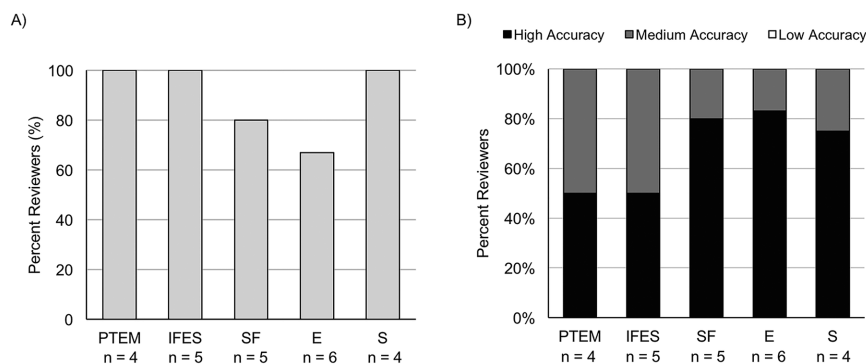 A)
Percent Reviewers (%)
100
80
60
40
20
0
PTEM IFES SF E S
n = 4 n = 5 n = 5 n = 6 n = 4
B)
High Accuracy Medium Accuracy Low Accuracy
Percent Reviewers
100%
80%
60%
40%
20%
0%
PTEM IFES SF E S
n = 4 n = 5 n = 5 n = 6 n = 4